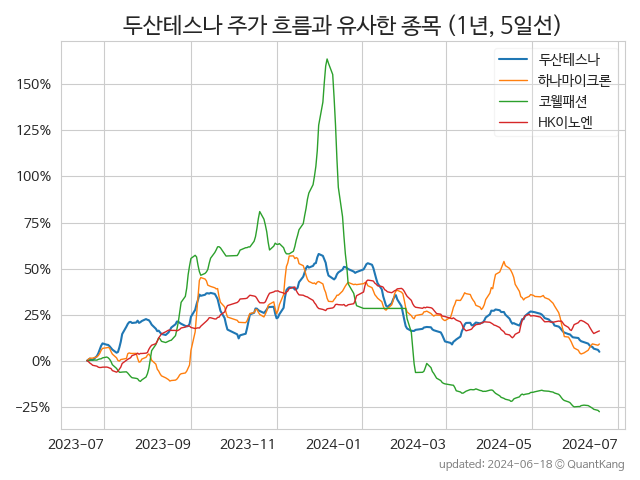 두산테스나 주가 흐름과 유사한 종목 (1년, 5일선)
두산테스나
하나마이크론
코웰패션
HK이노엔
150%
125%
100%
75%
50%
25%
0%
−25%
2023-07 2023-09 2023-11 2024-01 2024-03 2024-05 2024-07
updated: 2024-06-18 © QuantKang